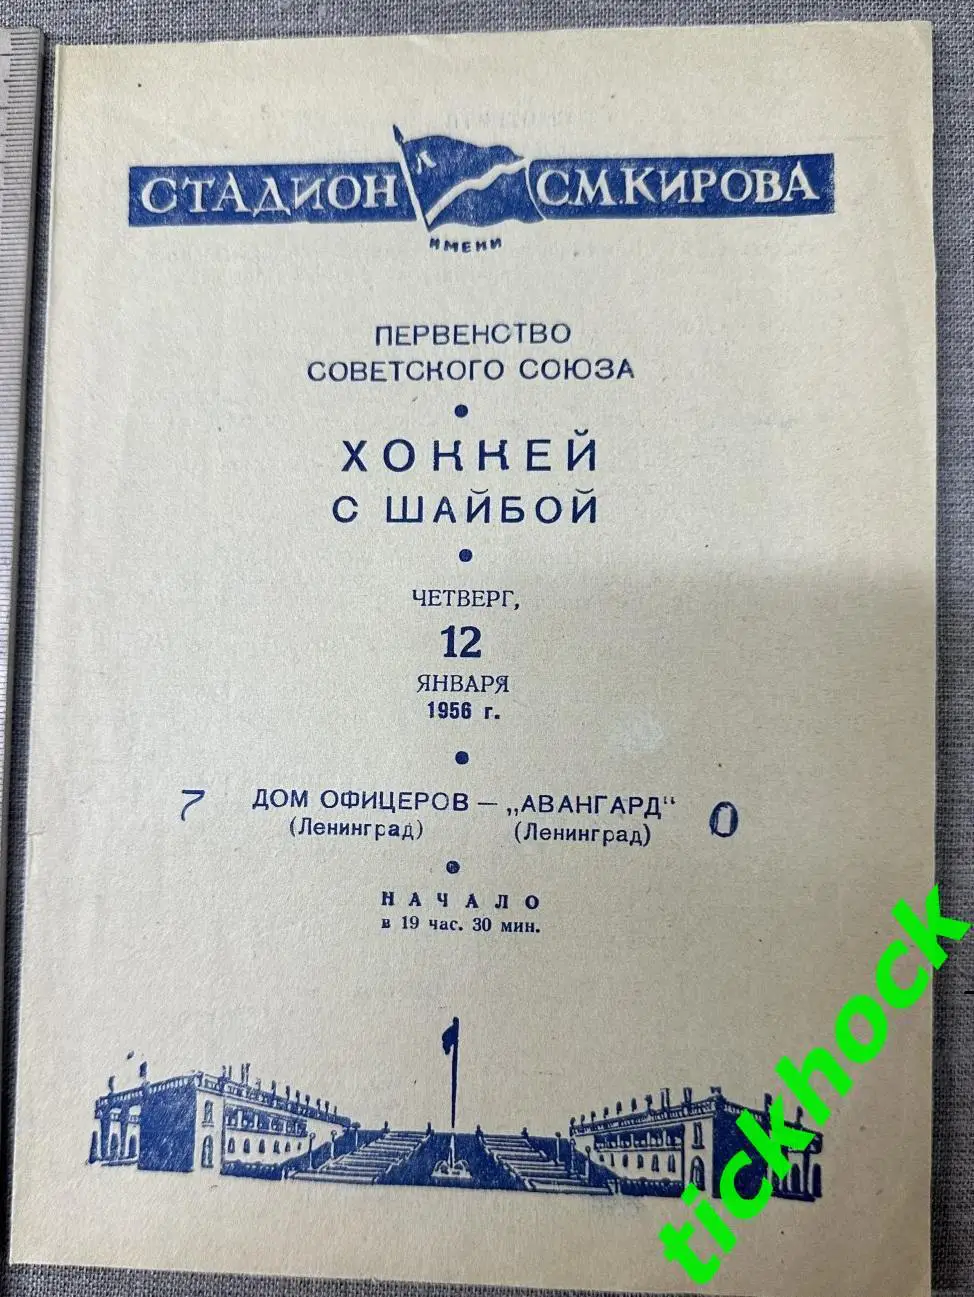 СТАДИОН Л С.М.КИРОВА
ИМЕНИ
ПЕРВЕНСТВО
СОВЕТСКОГО СОЮЗА
ХОККЕЙ
С ШАЙБОЙ
ЧЕТВЕРГ,
12
ЯНВАРЯ
1956 г.
7 ДОМ ОФИЦЕРОВ — „АВАНГАРД" 0
(Ленинград) (Ленинград)
НАЧАЛО
в 19 час. 30 мин.
tickhock